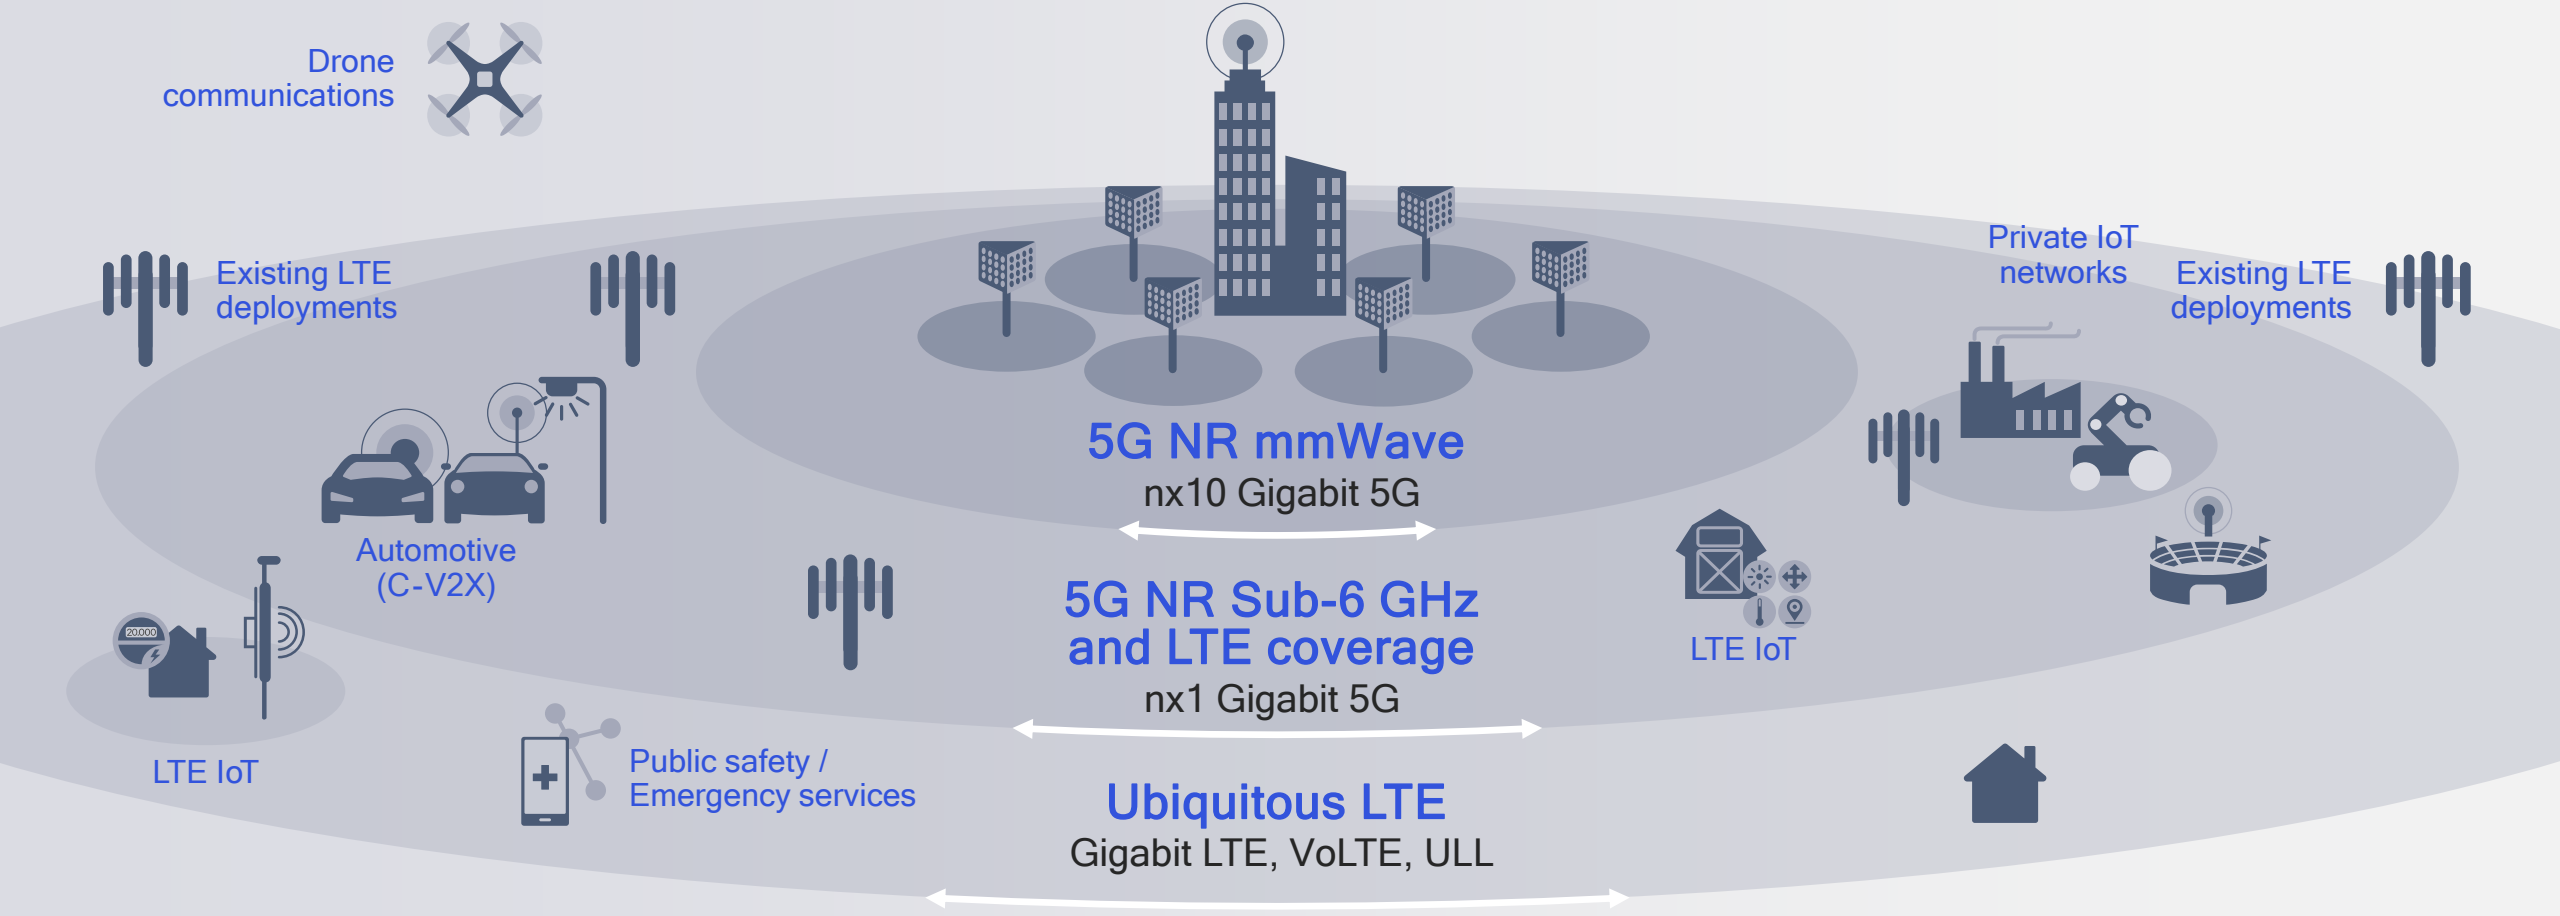 Drone
communications
Existing LTE
deployments
Private IoT
networks
Existing LTE
deployments
5G NR mmWave
nx10 Gigabit 5G
Automotive
(C-V2X)
5G NR Sub-6 GHz
and LTE coverage
nx1 Gigabit 5G
20.000
LTE IoT
LTE IoT
Public safety /
Emergency services
Ubiquitous LTE
Gigabit LTE, VoLTE, ULL